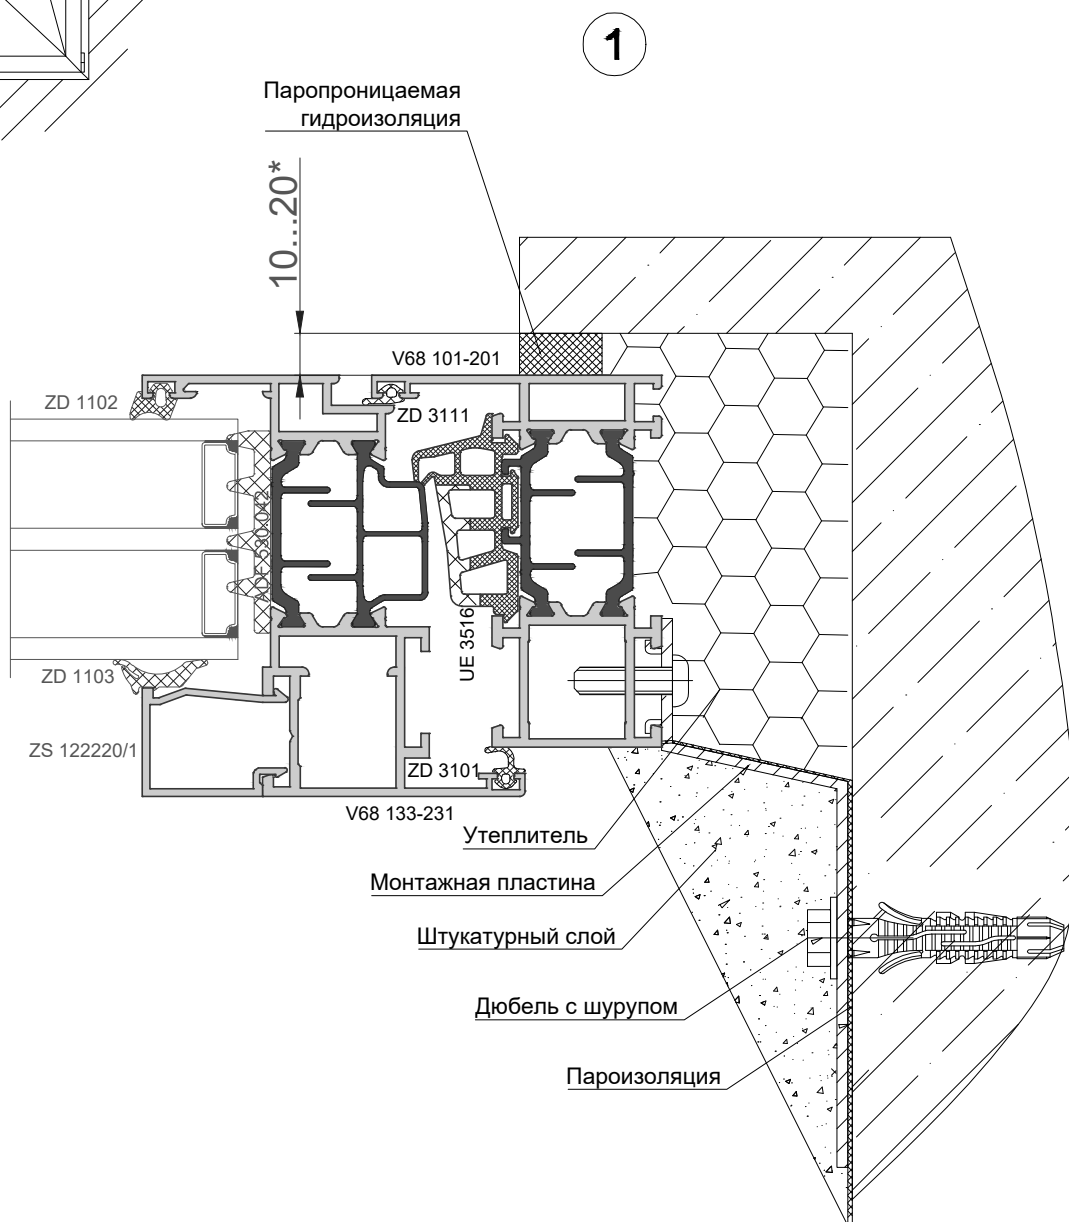 1
Паропроницаемая
гидроизоляция
10...20*
V68 101-201
ZD 1102
ZD 3111
UE 3516
ZD 1103
ZS 122220/1
ZD 3101
V68 133-231
Утеплитель
Монтажная пластина
Штукатурный слой
Дюбель с шурупом
Пароизоляция